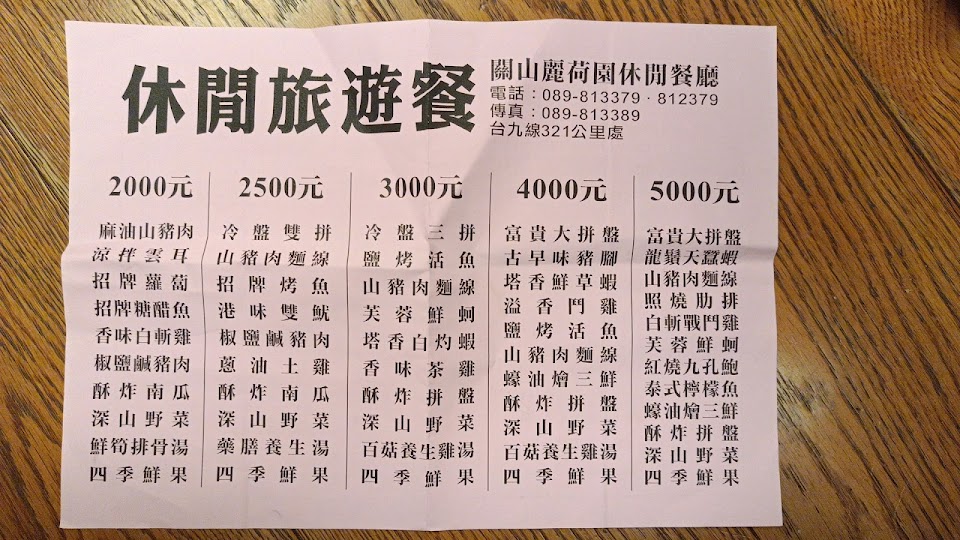 休閒旅遊餐
關山麗荷園休閒餐廳
電話：089-813379·812379
傳真：089-813389
台九線321公里處
2000元
麻油山豬肉
涼拌雲耳
招牌蘿蔔
招牌糖醋魚
香味白斬雞
椒鹽鹹豬肉
酥炸南瓜
深山野菜
鮮筍排骨湯
四季鮮果
2500元
冷盤雙拼
山豬肉麵線
招牌烤魚
港味雙魷
椒鹽鹹豬肉
蔥油土雞
酥炸南瓜
深山野菜
藥膳養生湯
四季鮮果
3000元
冷盤三拼
鹽烤活魚
山豬肉麵線
芙蓉鮮蚵
塔香白灼蝦
香味茶雞
酥炸拼盤
深山野菜
百菇養生雞湯
四季鮮果
4000元
富貴大拼盤
古早味豬腳
塔香鮮草蝦
溢香鬥雞
鹽烤活魚
山豬肉麵線
蠔油燴三鮮
酥炸拼盤
深山野菜
百菇養生雞湯
四季鮮果
5000元
富貴大拼盤
龍鬚天蠶蝦
山豬肉麵線
照燒肋排
白斬戰鬥雞
芙蓉鮮蚵
紅燒九孔鮑
泰式檸檬魚
蠔油燴三鮮
酥炸拼盤
深山野菜
四季鮮果